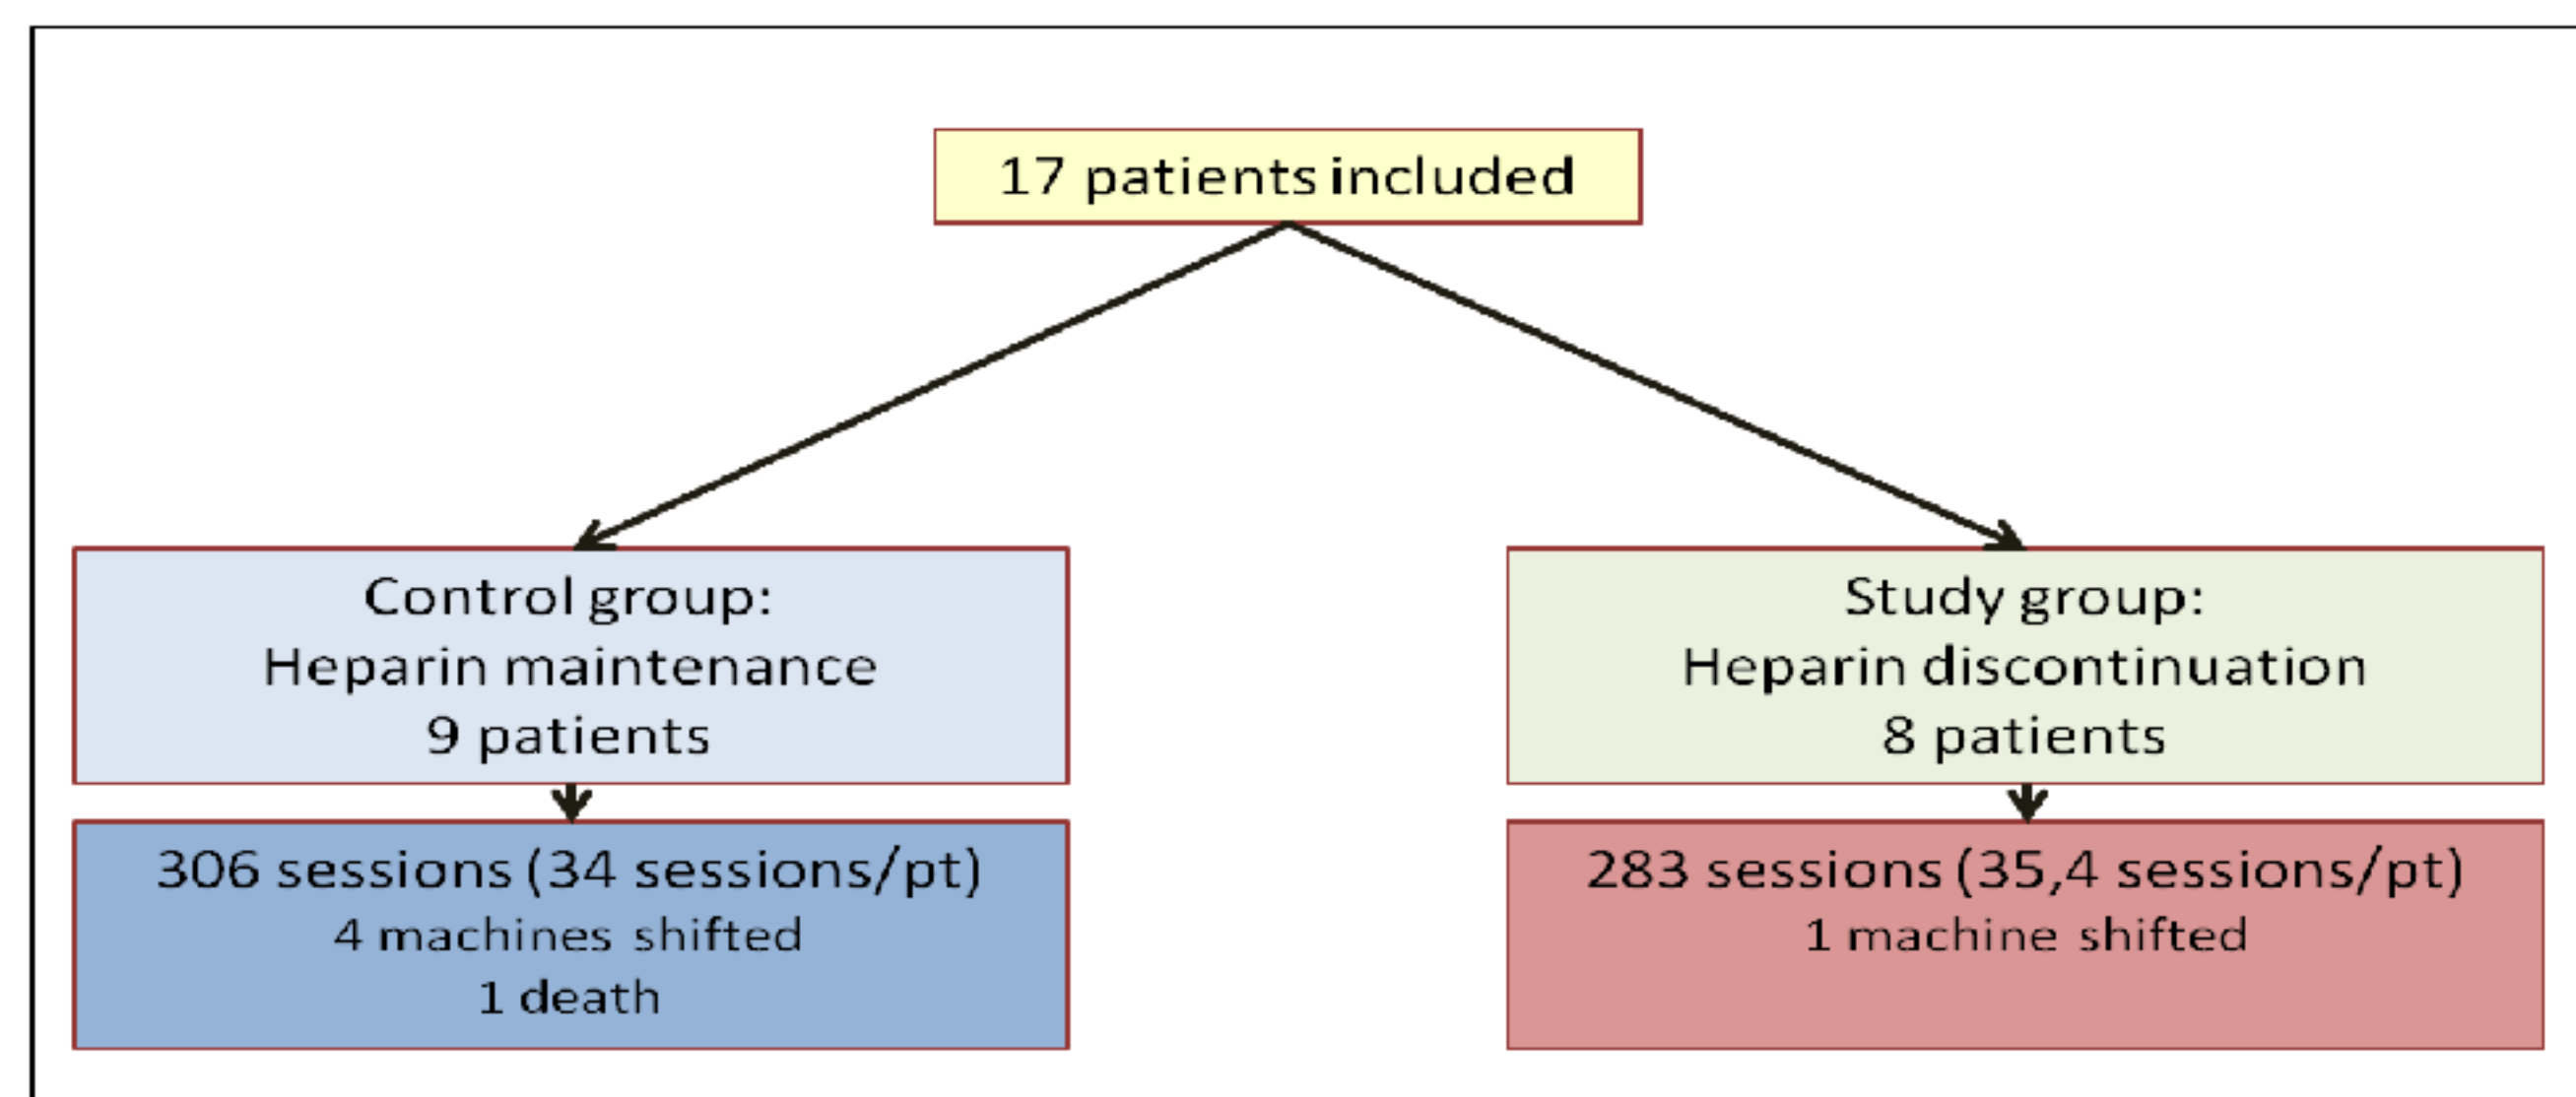 17 patients included
Control group:
Heparin maintenance
9 patients
Study group:
Heparin discontinuation
8 patients
306 sessions (34 sessions/pt)
4 machines shifted
1 death
283 sessions (35,4 sessions/pt)
1 machine shifted